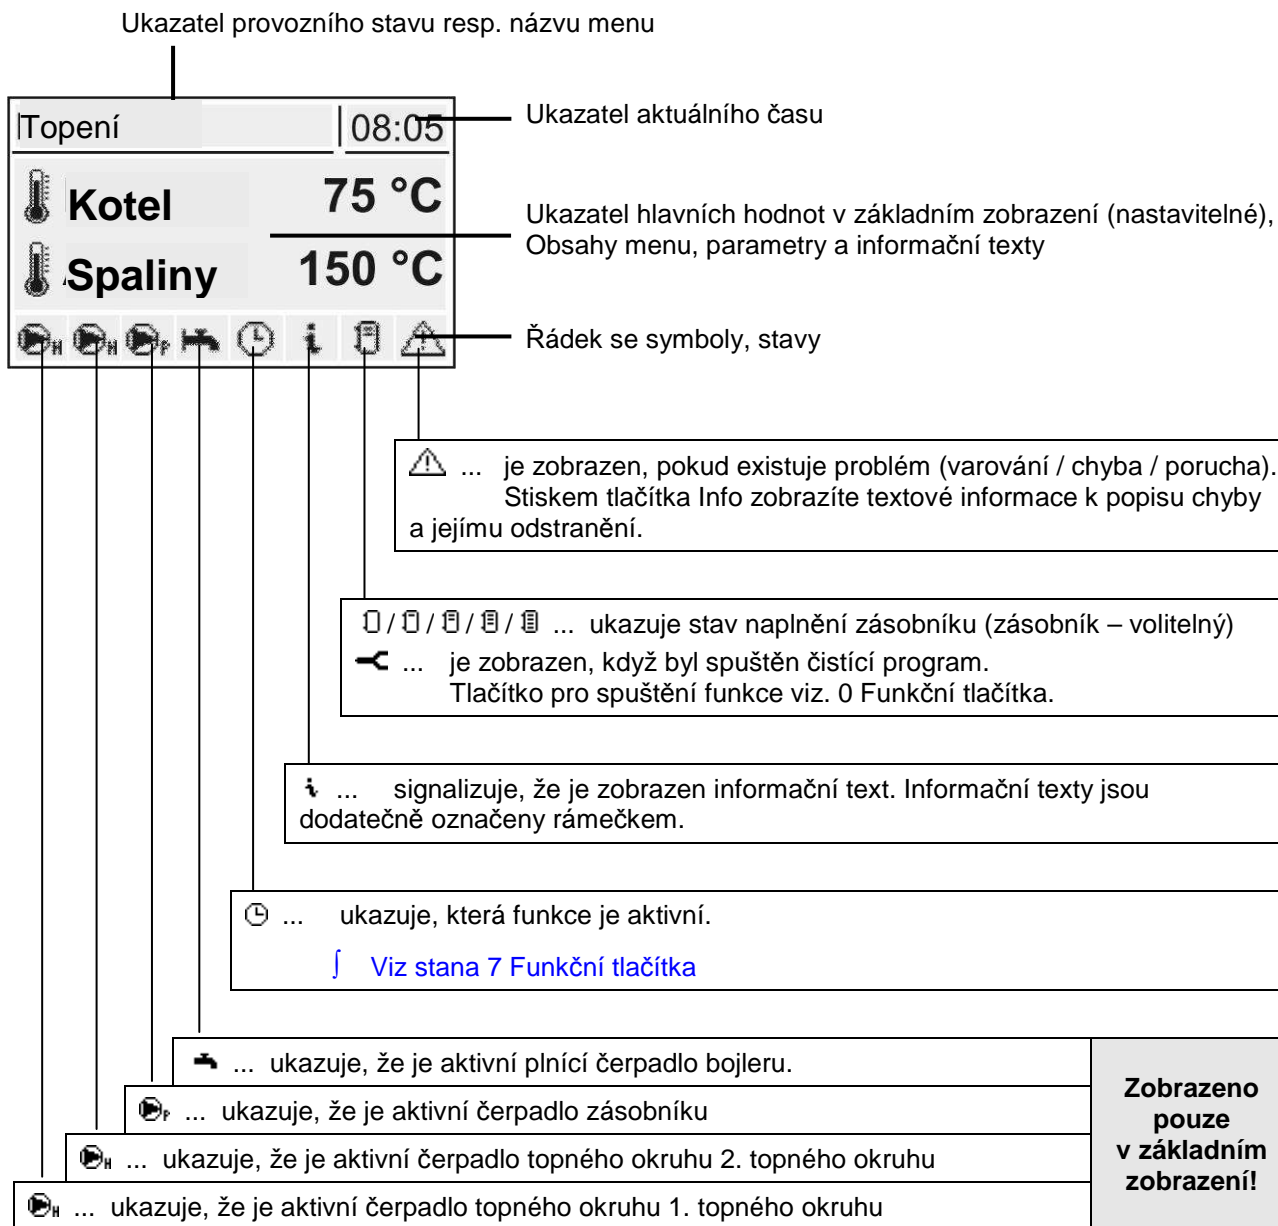 Ukazatel provozního stavu resp. názvu menu
Topení 08:05
Ukazatel aktuálního času
Kotel 75 °C
Ukazatel hlavních hodnot v základním zobrazení (nastavitelné),
Obsahy menu, parametry a informační texty
Spaliny 150 °C
H H P i
Řádek se symboly, stavy
... je zobrazen, pokud existuje problém (varování / chyba / porucha).
Stiskem tlačítka Info zobrazíte textové informace k popisu chyby
a jejímu odstranění.
/ / / / ... ukazuje stav naplnění zásobníku (zásobník – volitelný)
... je zobrazen, když byl spuštěn čistící program.
Tlačítko pro spuštění funkce viz. 0 Funkční tlačítka.
i ... signalizuje, že je zobrazen informační text. Informační texty jsou
dodatečně označeny rámečkem.
... ukazuje, která funkce je aktivní.
∫ Viz stana 7 Funkční tlačítka
... ukazuje, že je aktivní plnící čerpadlo bojleru.
P ... ukazuje, že je aktivní čerpadlo zásobníku
H ... ukazuje, že je aktivní čerpadlo topného okruhu 2. topného okruhu
H ... ukazuje, že je aktivní čerpadlo topného okruhu 1. topného okruhu
Zobrazeno
pouze
v základním
zobrazení!